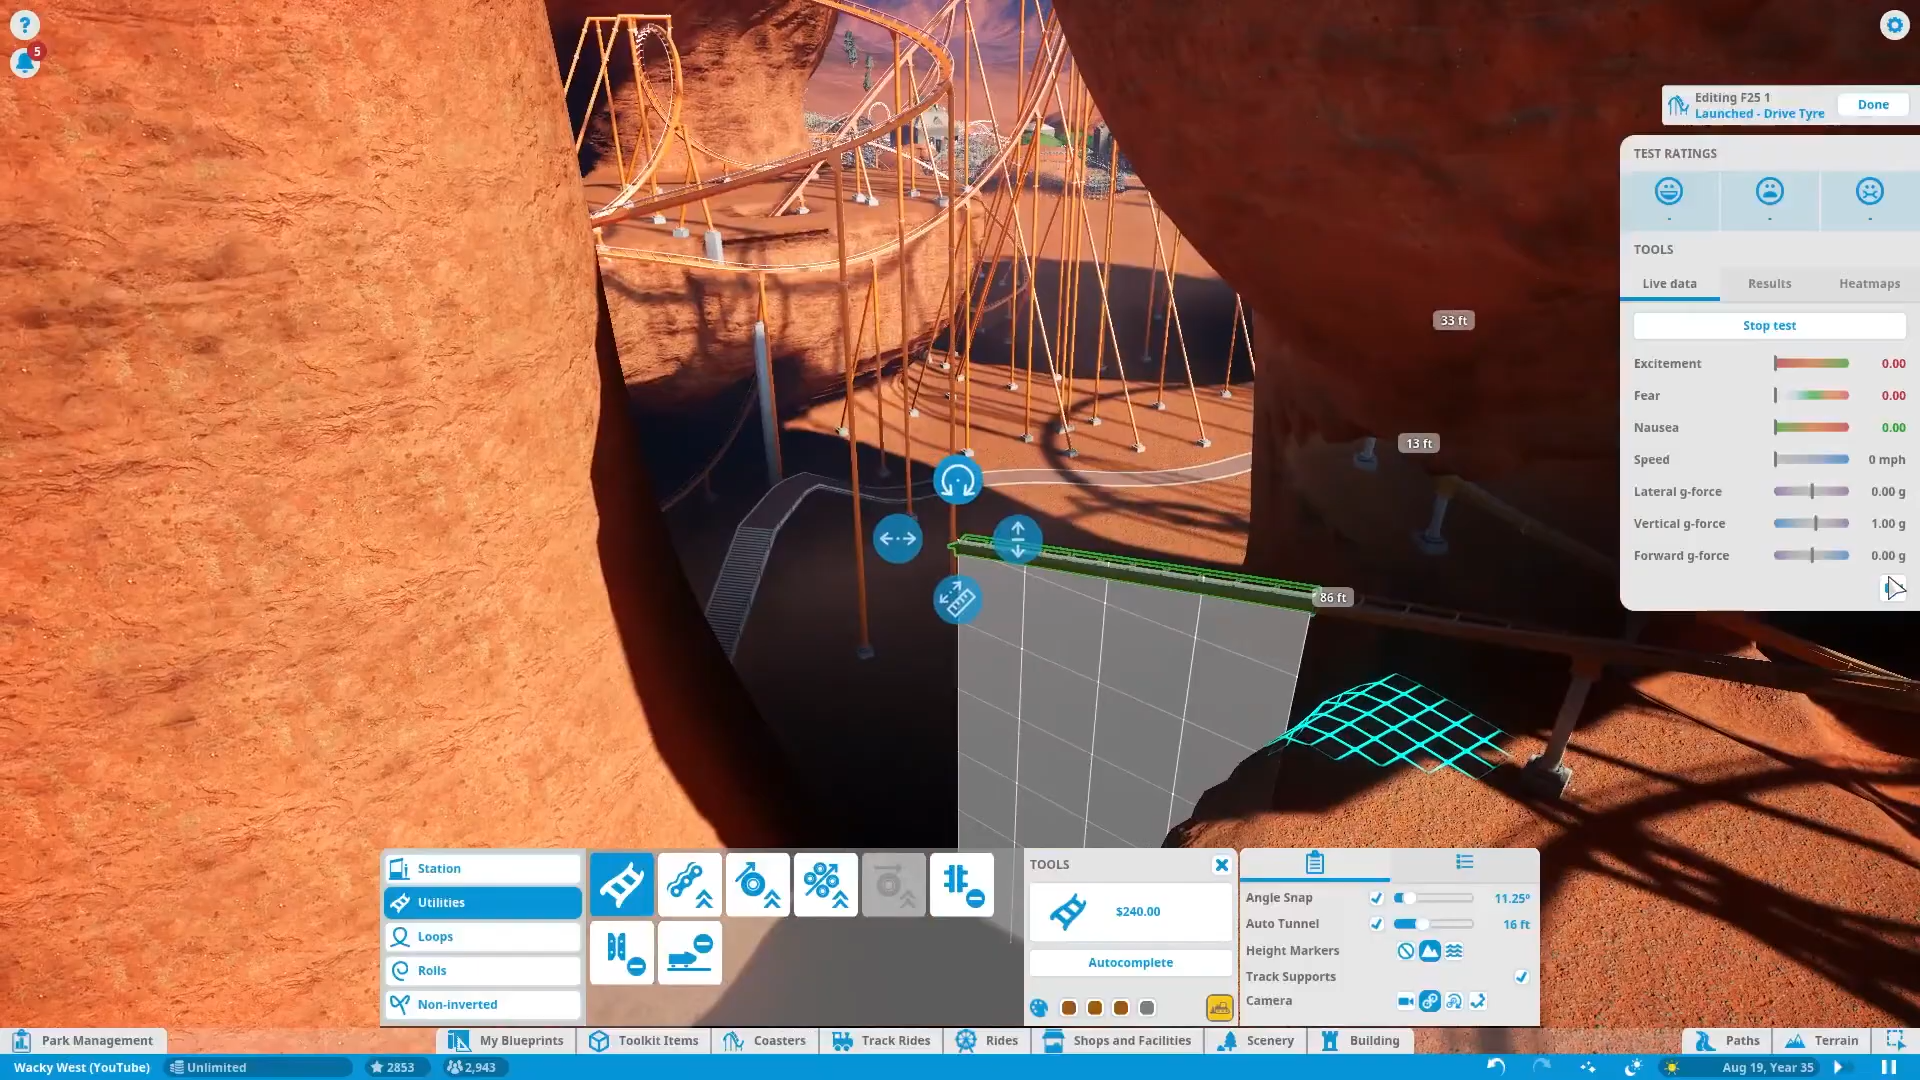 ?
5
Editing F25 1
Launched - Drive Tyre
Done
TEST RATINGS
- - -
TOOLS
Live data Results Heatmaps
Stop test
Excitement 0.00
Fear 0.00
Nausea 0.00
Speed 0 mph
Lateral g-force 0.00 g
Vertical g-force 1.00 g
Forward g-force 0.00 g
33 ft
13 ft
86 ft
Station
Utilities
Loops
Rolls
Non-inverted
TOOLS
$240.00
Autocomplete
Angle Snap 11.25°
Auto Tunnel 16 ft
Height Markers
Track Supports
Camera
Park Management My Blueprints Toolkit Items Coasters Track Rides Rides Shops and Facilities Scenery Building Paths Terrain
Wacky West (YouTube) Unlimited 2853 2,943 Aug 19, Year 35